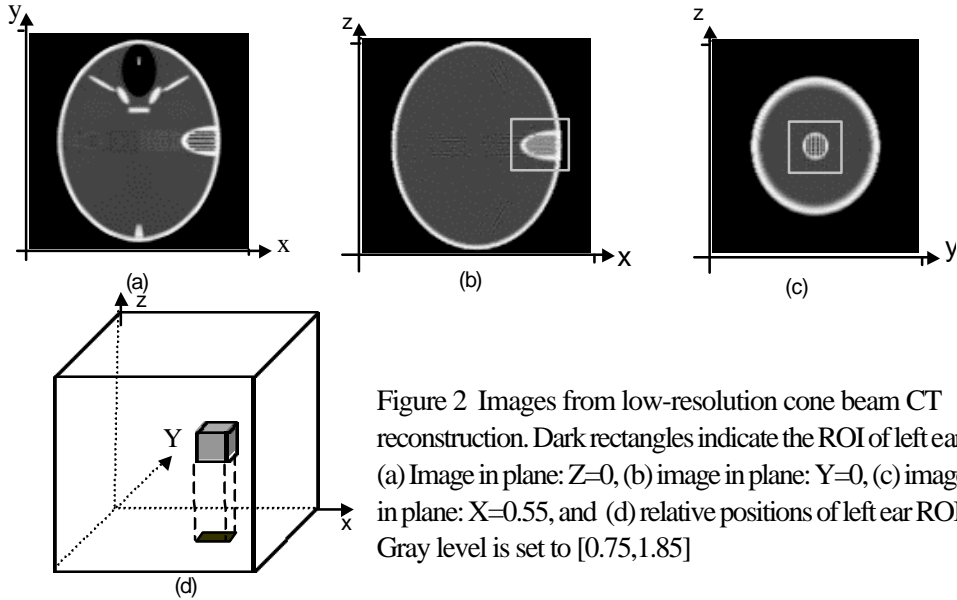 y
x
(a)
z
x
(b)
z
y
(c)
z
Y
x
(d)
Figure 2 Images from low-resolution cone beam CT
reconstruction. Dark rectangles indicate the ROI of left ear
(a) Image in plane: Z=0, (b) image in plane: Y=0, (c) image
in plane: X=0.55, and (d) relative positions of left ear ROI
Gray level is set to [0.75,1.85]